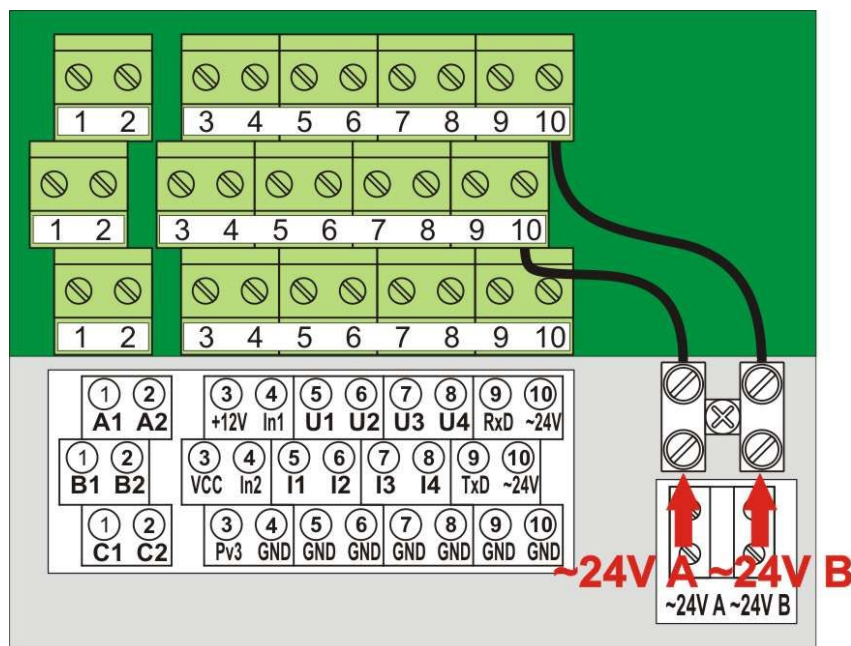 1 2 3 4 5 6 7 8 9 10
1 2 3 4 5 6 7 8 9 10
1 2 3 4 5 6 7 8 9 10
1 2 3 4 5 6 7 8 9 10
A1 A2 +12V In1 U1 U2 U3 U4 RxD ~24V
1 2 3 4 5 6 7 8 9 10
B1 B2 VCC In2 I1 I2 I3 I4 TxD ~24V
1 2 3 4 5 6 7 8 9 10
C1 C2 Pv3 GND GND GND GND GND GND GND
~24V A ~24V B
~24V A ~24V B